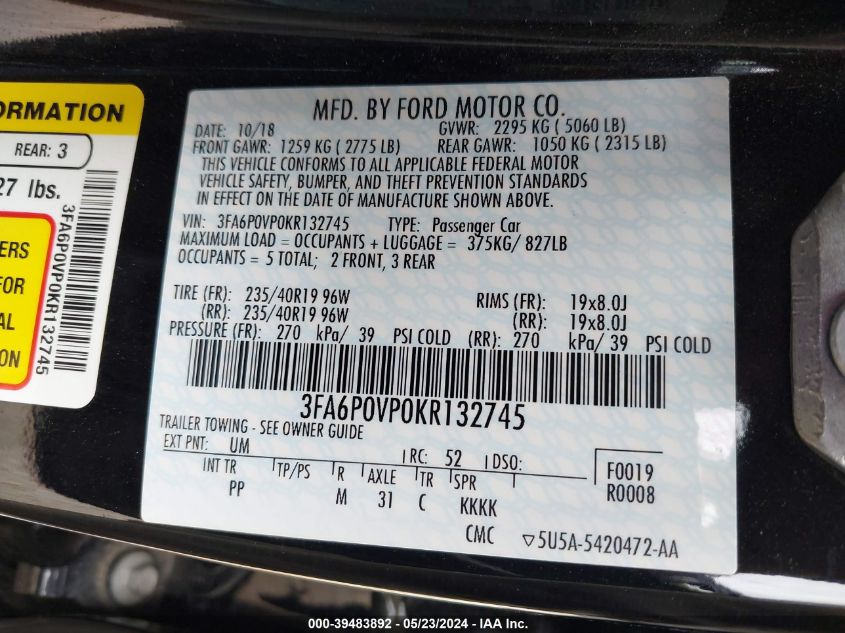 ORMATION
REAR: 3
27 lbs.
ERS
FOR
AL
ON
3FA6P0VP0KR132745
MFD. BY FORD MOTOR CO.
DATE: 10/18 GVWR: 2295 KG ( 5060 LB)
FRONT GAWR: 1259 KG ( 2775 LB) REAR GAWR: 1050 KG ( 2315 LB)
THIS VEHICLE CONFORMS TO ALL APPLICABLE FEDERAL MOTOR
VEHICLE SAFETY, BUMPER, AND THEFT PREVENTION STANDARDS
IN EFFECT ON THE DATE OF MANUFACTURE SHOWN ABOVE.
VIN: 3FA6P0VP0KR132745 TYPE: Passenger Car
MAXIMUM LOAD = OCCUPANTS + LUGGAGE = 375KG/ 827LB
OCCUPANTS = 5 TOTAL; 2 FRONT, 3 REAR
TIRE (FR): 235/40R19 96W RIMS (FR): 19x8.0J
(RR): 235/40R19 96W (RR): 19x8.0J
PRESSURE (FR): 270 kPa/ 39 PSI COLD (RR): 270 kPa/ 39 PSI COLD
3FA6P0VP0KR132745
TRAILER TOWING - SEE OWNER GUIDE
EXT PNT: UM RC: 52 DSO: F0019
INT TR TP/PS R AXLE TR SPR R0008
PP M 31 C KKKK
CMC ▽5U5A-5420472-AA
000-39483892 - 05/23/2024 - IAA Inc.